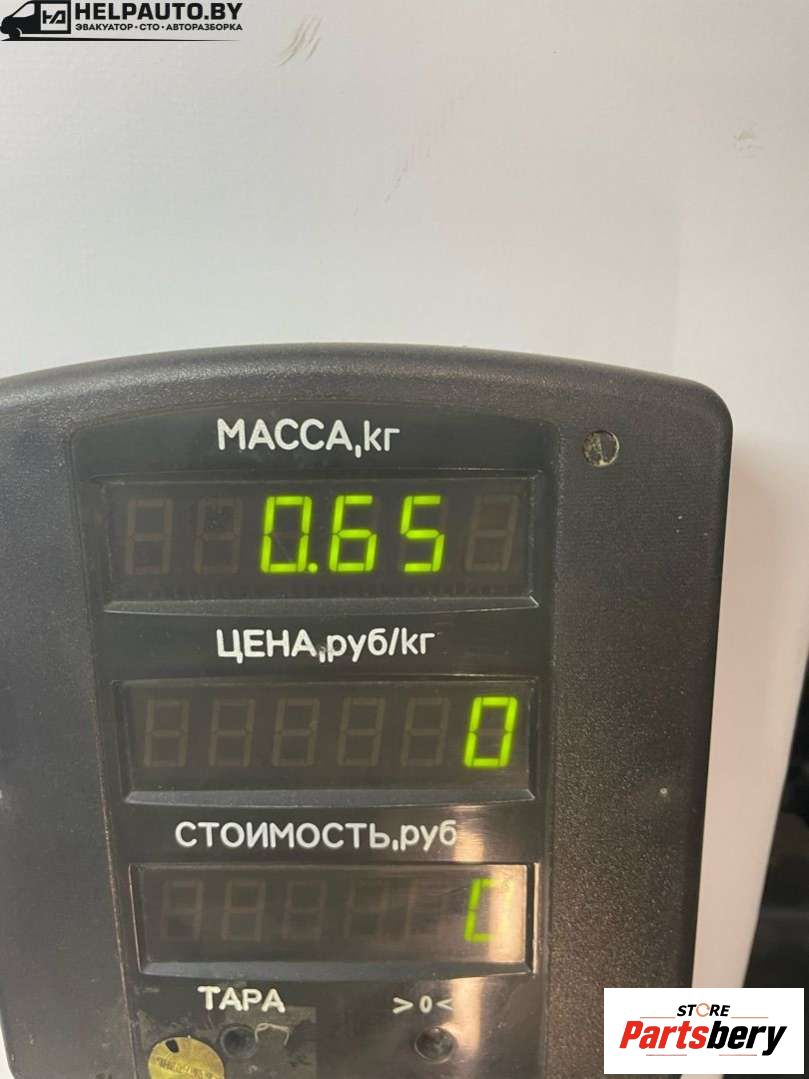 HELPAUTO.BY
ЭВАКУАТОР • СТО • АВТОРАЗБОРКА
МАССА,кг
0.65
ЦЕНА,руб/кг
0
СТОИМОСТЬ,руб
ТАРА >0<
STORE
Partsbery